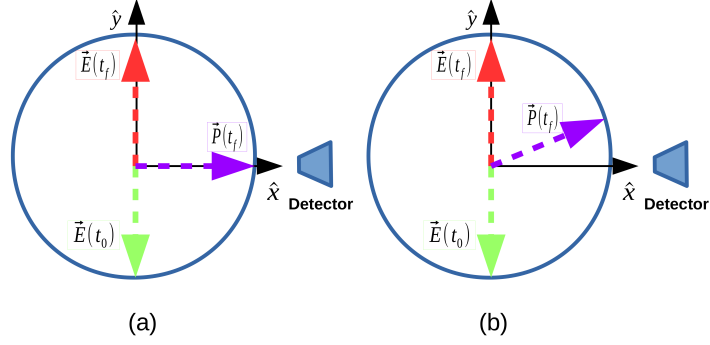 ŷ
E⃗(t_f)
P⃗(t_f)
x̂
Detector
E⃗(t_0)
(a)
ŷ
E⃗(t_f)
P⃗(t_f)
x̂
Detector
E⃗(t_0)
(b)